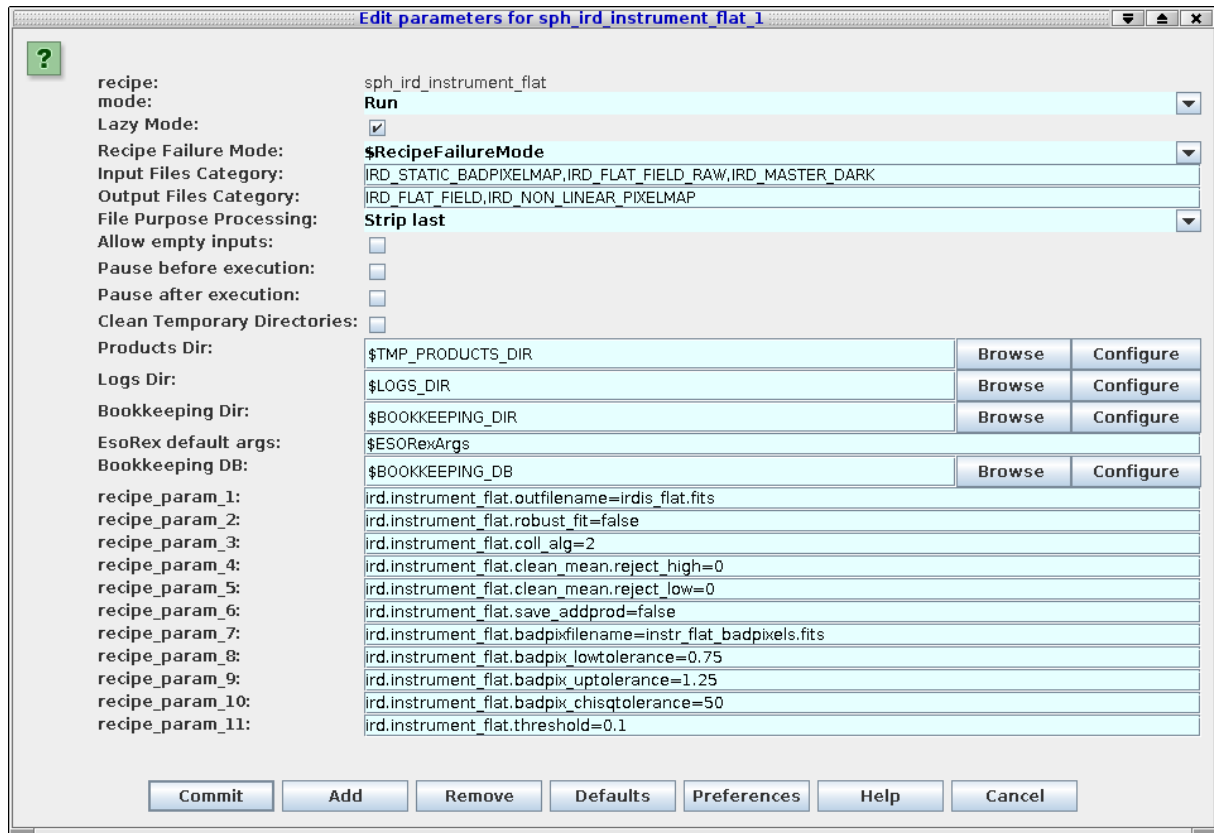 Edit parameters for sph_ird_instrument_flat_1
?
recipe: sph_ird_instrument_flat
mode: Run
Lazy Mode:
Recipe Failure Mode: $RecipeFailureMode
Input Files Category: IRD_STATIC_BADPIXELMAP,IRD_FLAT_FIELD_RAW,IRD_MASTER_DARK
Output Files Category: IRD_FLAT_FIELD,IRD_NON_LINEAR_PIXELMAP
File Purpose Processing: Strip last
Allow empty inputs:
Pause before execution:
Pause after execution:
Clean Temporary Directories:
Products Dir: $TMP_PRODUCTS_DIR Browse Configure
Logs Dir: $LOGS_DIR Browse Configure
Bookkeeping Dir: $BOOKKEEPING_DIR Browse Configure
EsoRex default args: $ESORexArgs
Bookkeeping DB: $BOOKKEEPING_DB Browse Configure
recipe_param_1: ird.instrument_flat.outfilename=irdis_flat.fits
recipe_param_2: ird.instrument_flat.robust_fit=false
recipe_param_3: ird.instrument_flat.coll_alg=2
recipe_param_4: ird.instrument_flat.clean_mean.reject_high=0
recipe_param_5: ird.instrument_flat.clean_mean.reject_low=0
recipe_param_6: ird.instrument_flat.save_addprod=false
recipe_param_7: ird.instrument_flat.badpixfilename=instr_flat_badpixels.fits
recipe_param_8: ird.instrument_flat.badpix_lowtolerance=0.75
recipe_param_9: ird.instrument_flat.badpix_uptolerance=1.25
recipe_param_10: ird.instrument_flat.badpix_chisqtolerance=50
recipe_param_11: ird.instrument_flat.threshold=0.1
Commit Add Remove Defaults Preferences Help Cancel